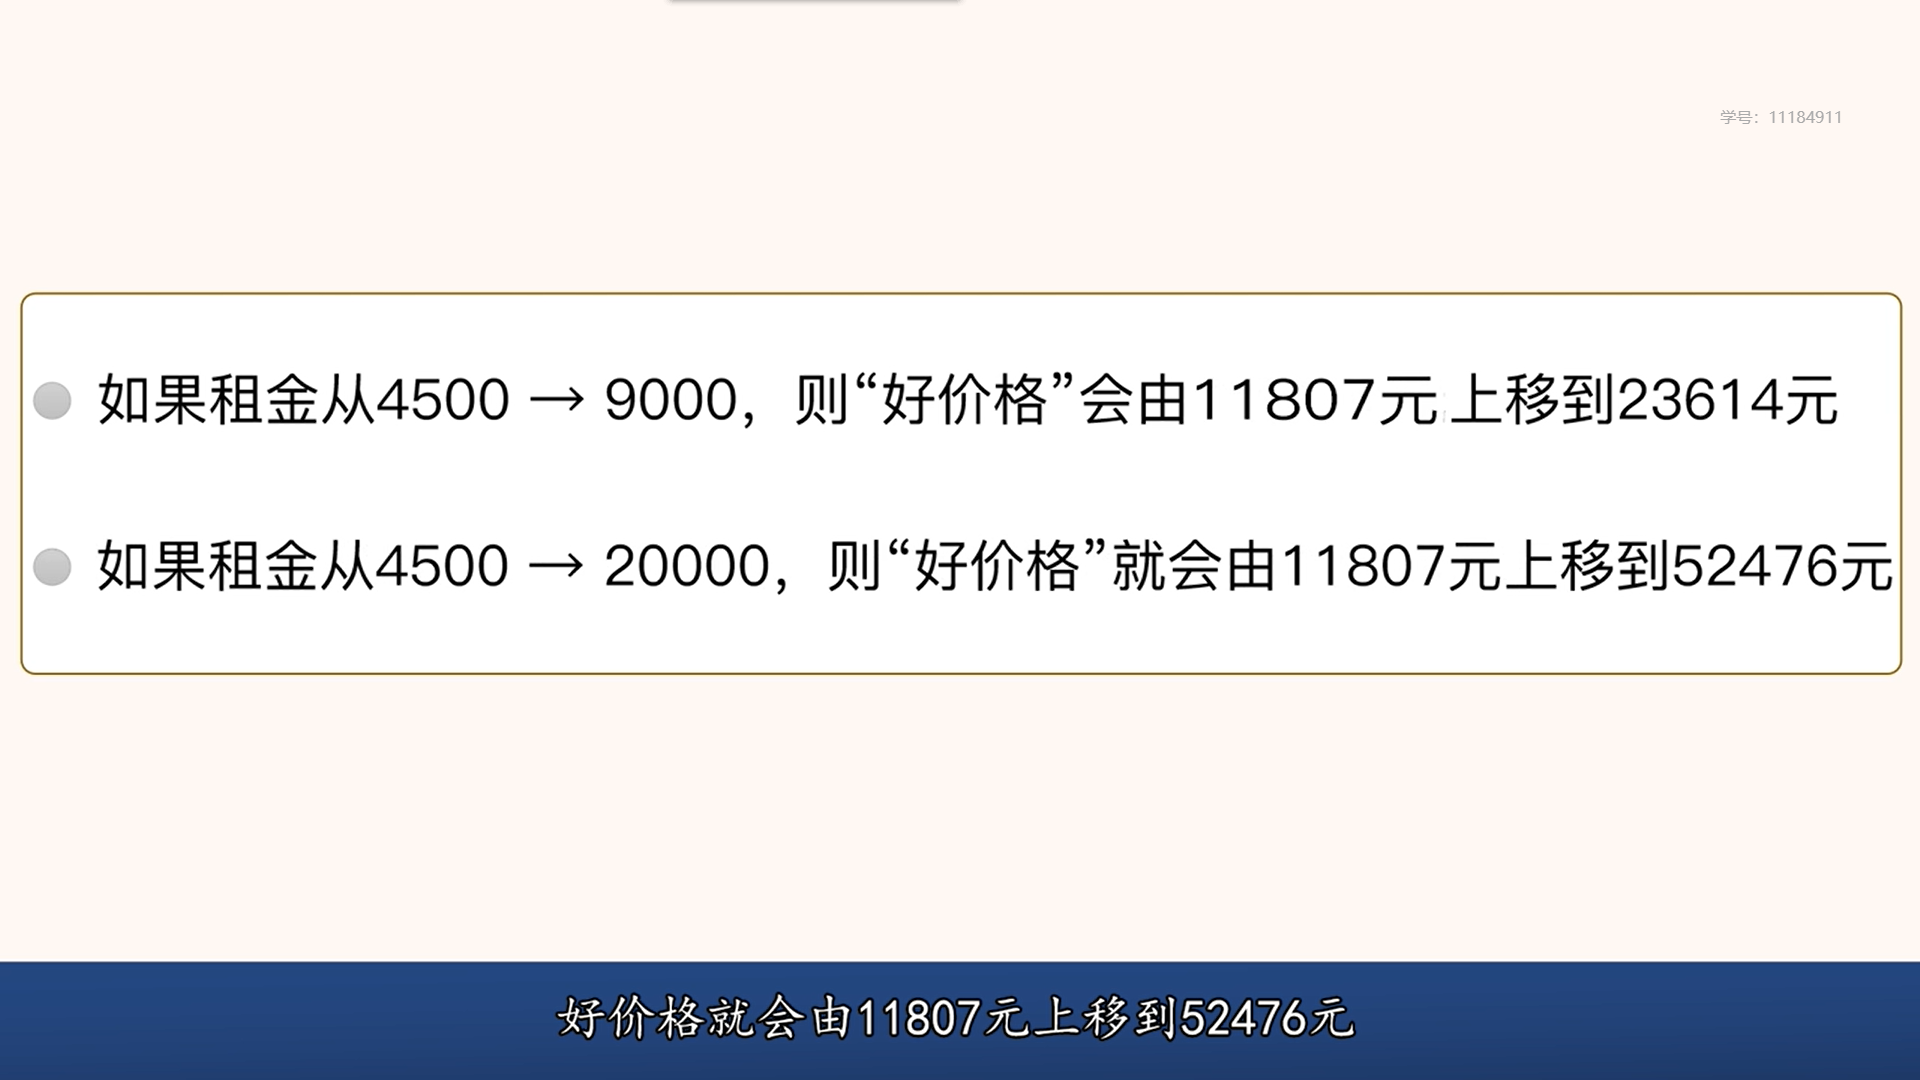 学号：11184911
如果租金从4500 → 9000，则“好价格”会由11807元上移到23614元
如果租金从4500 → 20000，则“好价格”就会由11807元上移到52476元
好价格就会由11807元上移到52476元